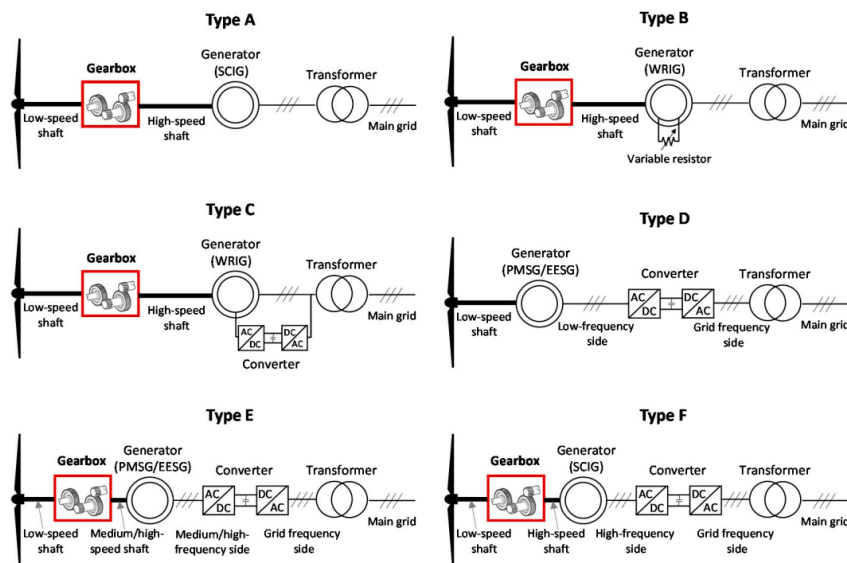 Type A
Gearbox
Generator
(SCIG)
Transformer
Low-speed
shaft
High-speed
shaft
Main grid
Type B
Gearbox
Generator
(WRIG)
Transformer
Low-speed
shaft
High-speed
shaft
Variable resistor
Main grid
Type C
Gearbox
Generator
(WRIG)
Transformer
Low-speed
shaft
High-speed
shaft
AC
DC
DC
AC
Converter
Main grid
Type D
Generator
(PMSG/EESG)
Converter
Transformer
AC
DC
DC
AC
Low-speed
shaft
Low-frequency
side
Grid frequency
side
Main grid
Type E
Gearbox
Generator
(PMSG/EESG)
Converter
Transformer
AC
DC
DC
AC
Low-speed
shaft
Medium/high-
speed shaft
Medium/high-
frequency side
Grid frequency
side
Main grid
Type F
Gearbox
Generator
(SCIG)
Converter
Transformer
AC
DC
DC
AC
Low-speed
shaft
High-speed
shaft
High-frequency
side
Grid frequency
side
Main grid